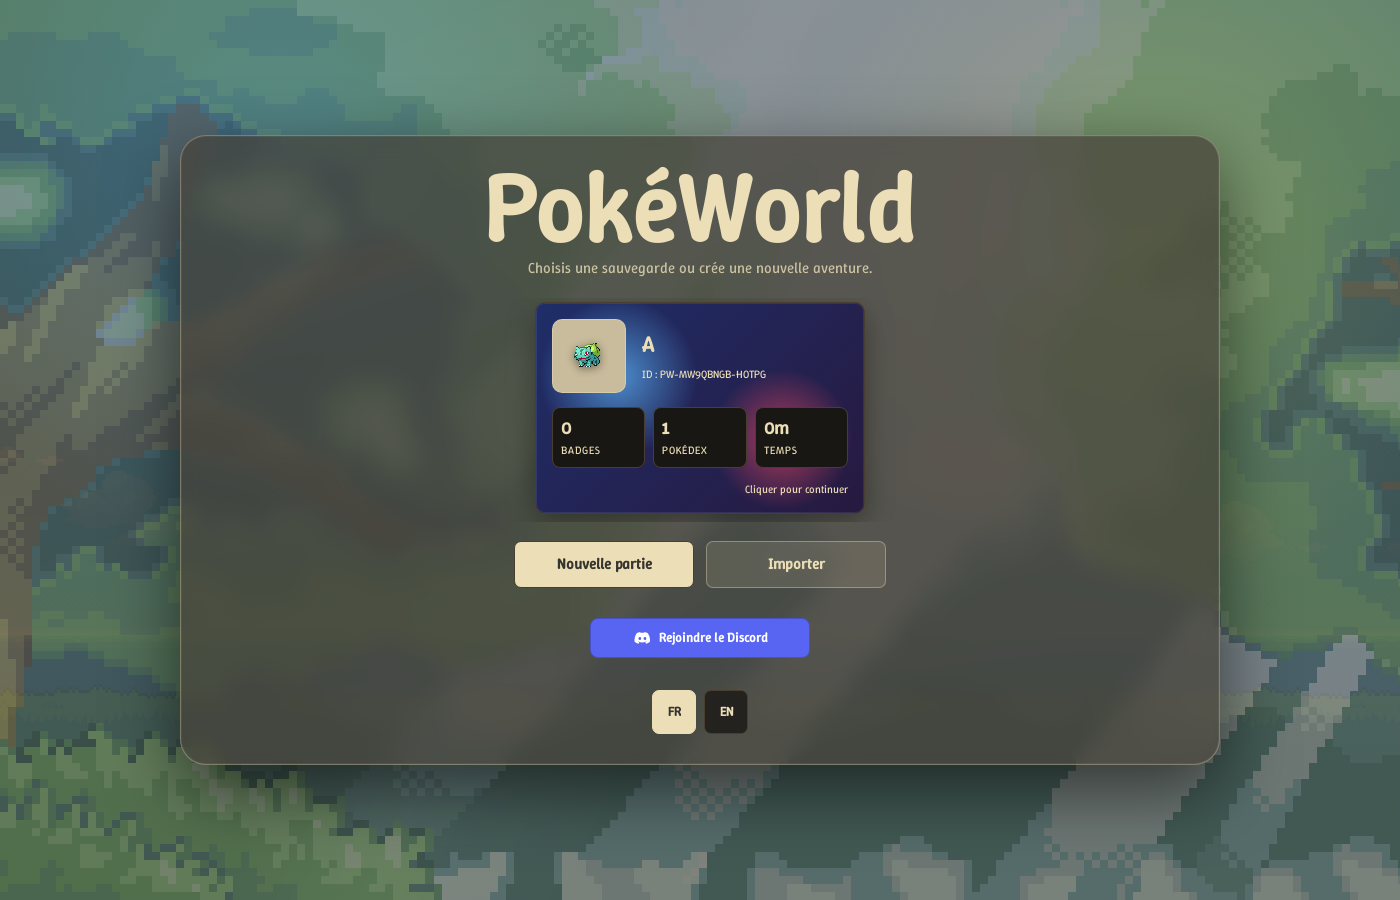 PokéWorld
Choisis une sauvegarde ou crée une nouvelle aventure.
A
ID : PW-MW9QBNGB-HOTPG
0
BADGES
1
POKÉDEX
0m
TEMPS
Cliquer pour continuer
Nouvelle partie
Importer
Rejoindre le Discord
FR
EN